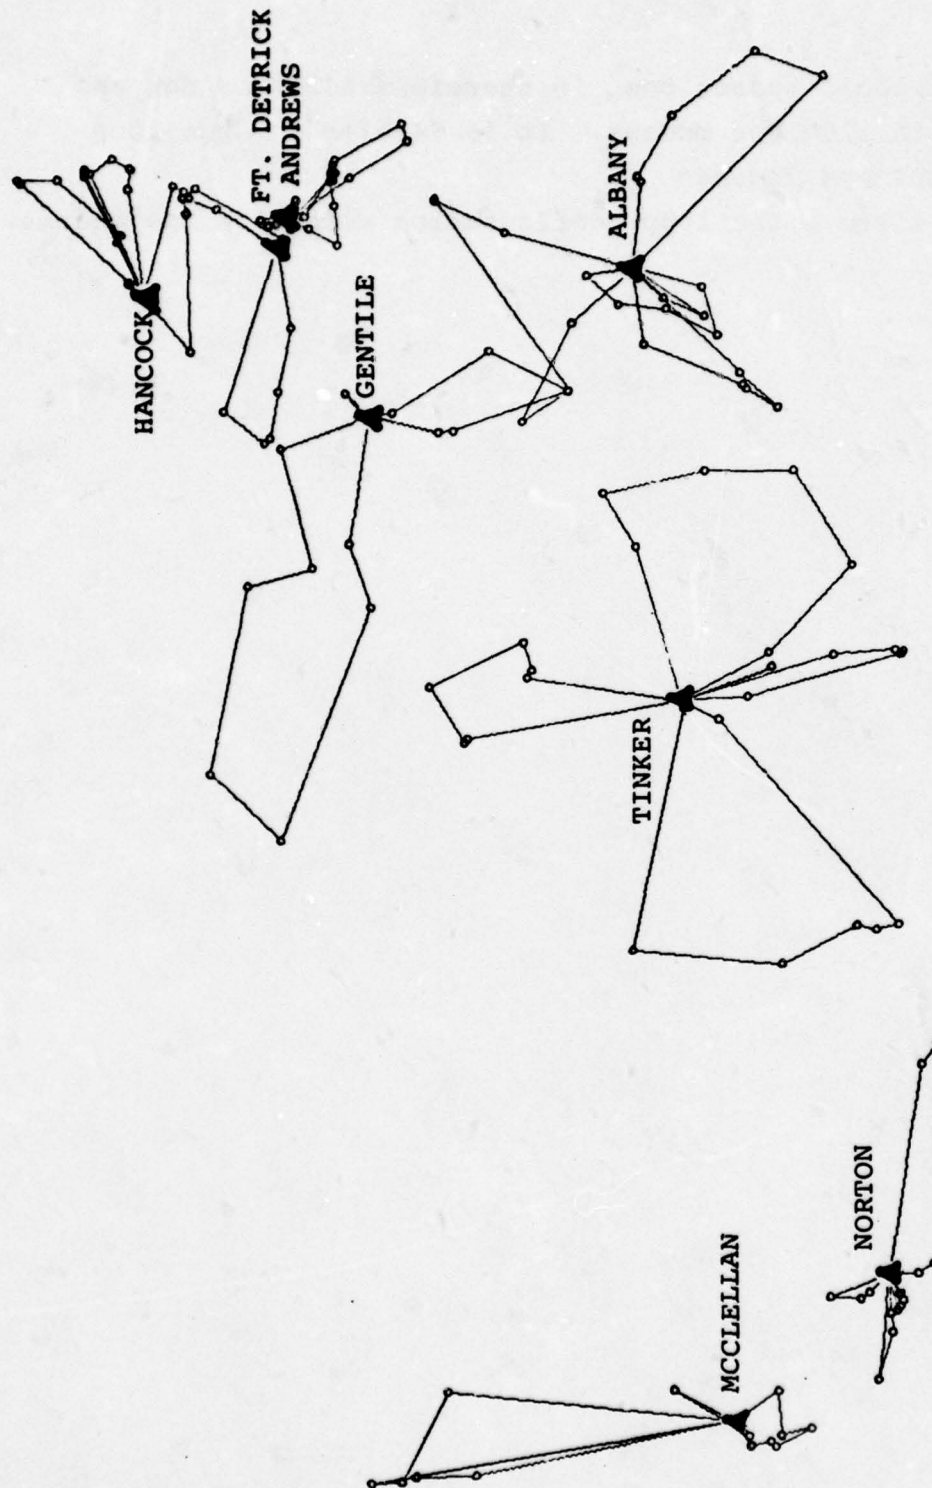 HANCOCK
FT. DETRICK
ANDREWS
GENTILE
ALBANY
TINKER
NORTON
MCCLELLAN